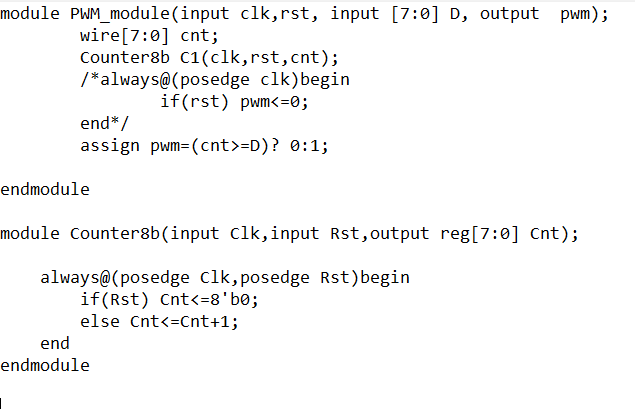 module PWM_module(input clk,rst, input [7:0] D, output  pwm);
        wire[7:0] cnt;
        Counter8b C1(clk,rst,cnt);
        /*always@(posedge clk)begin
                if(rst) pwm<=0;
        end*/
        assign pwm=(cnt>=D)? 0:1;

endmodule

module Counter8b(input Clk,input Rst,output reg[7:0] Cnt);

    always@(posedge Clk,posedge Rst)begin
        if(Rst) Cnt<=8'b0;
        else Cnt<=Cnt+1;
    end
endmodule